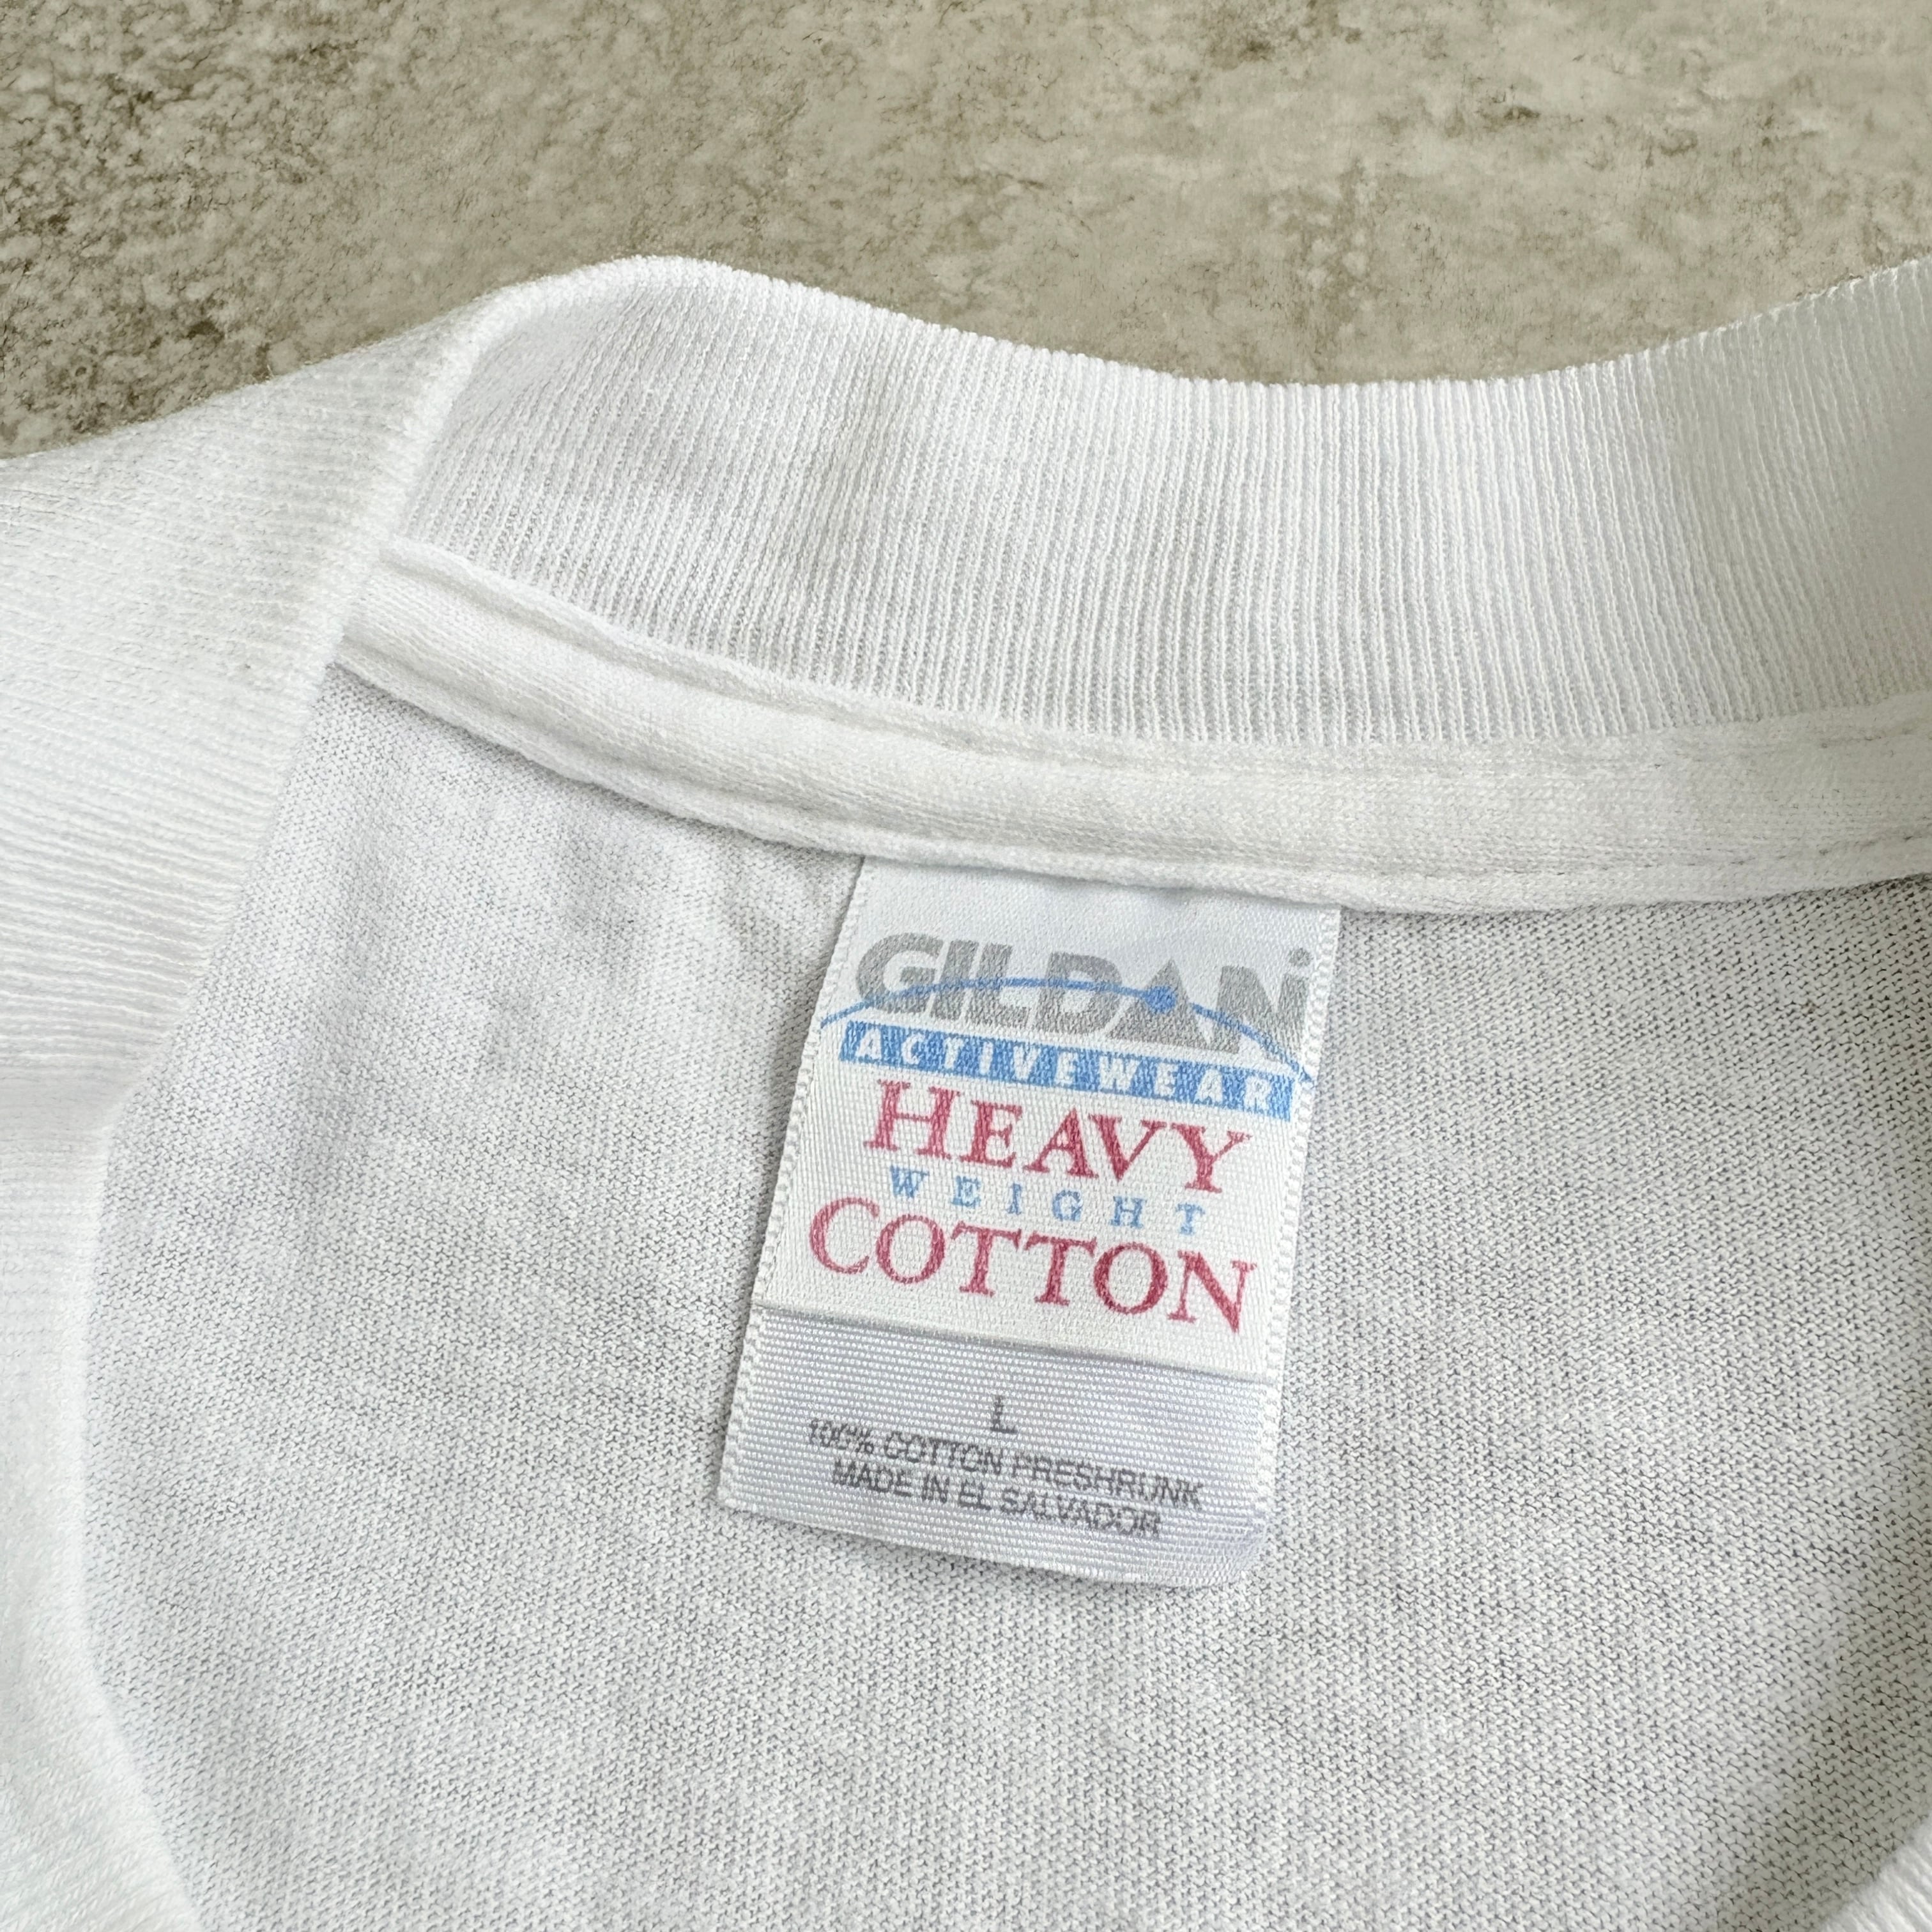 GILDAN
ACTIVEWEAR
HEAVY
WEIGHT
COTTON
L
100% COTTON PRESHRUNK
MADE IN EL SALVADOR